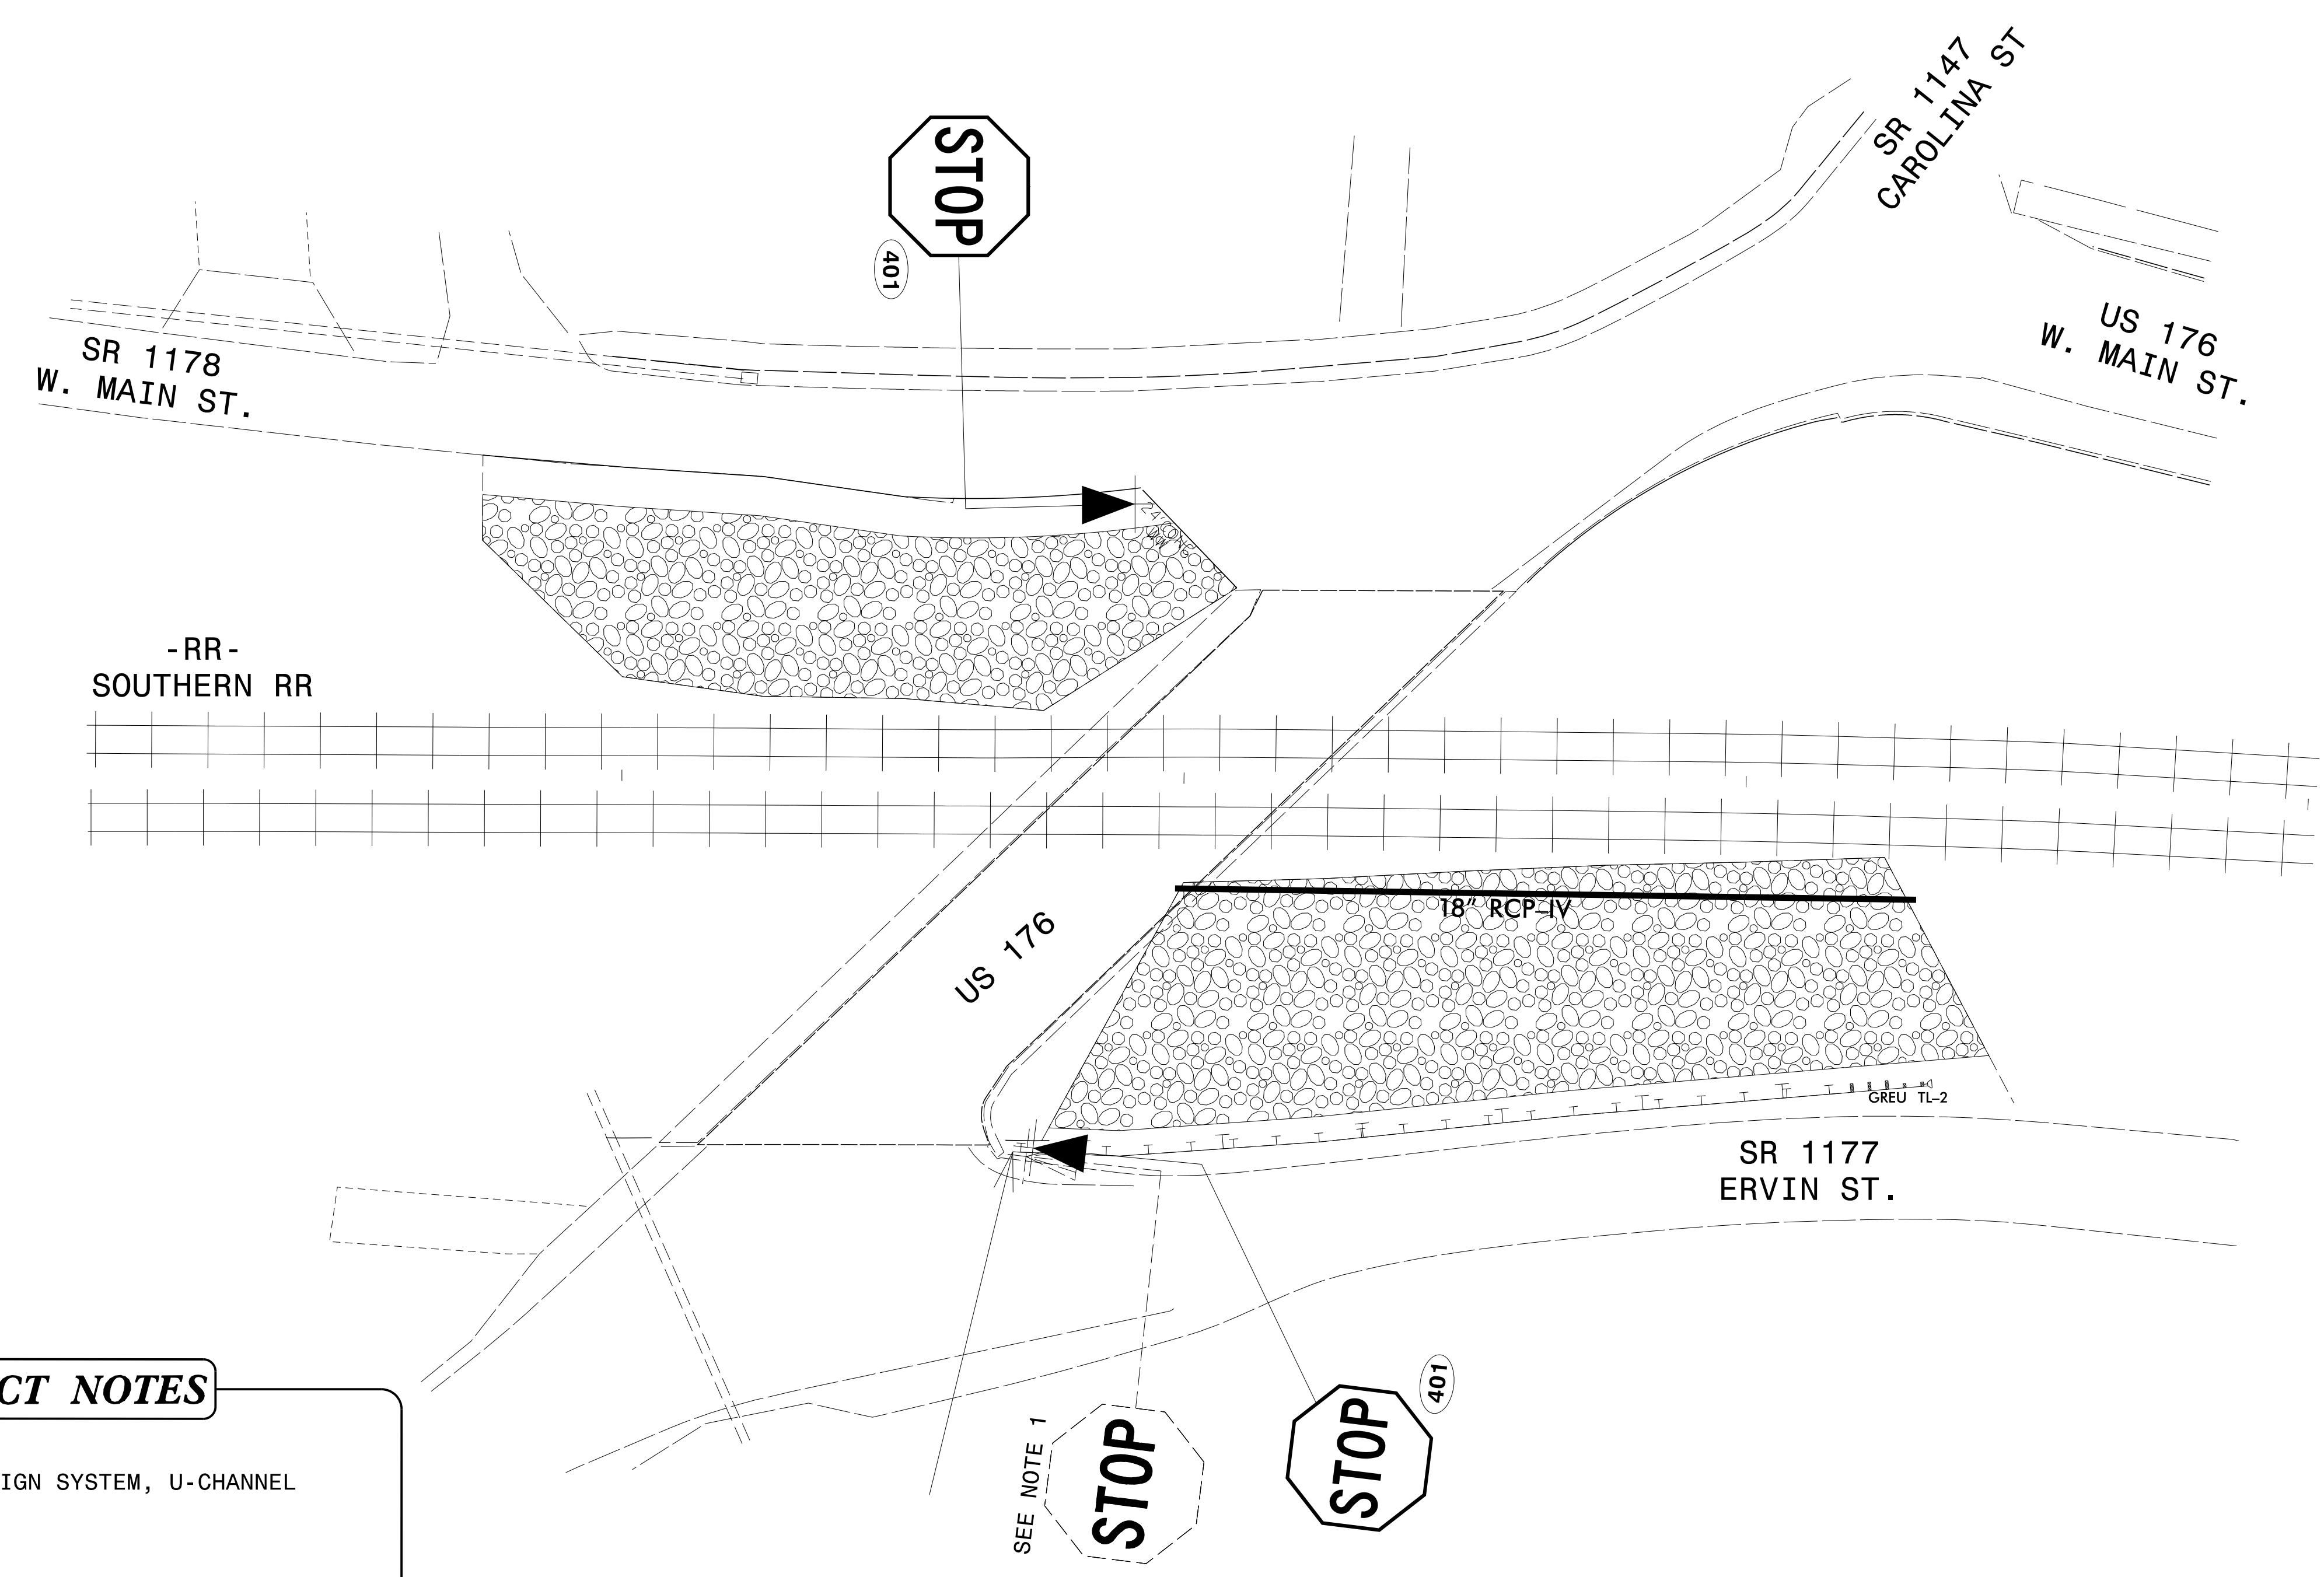 SR 1147
CAROLINA ST
STOP
401
US 176
W. MAIN ST.
SR 1178
W. MAIN ST.
24" CONC
-RR-
SOUTHERN RR
18" RCP-IV
US 176
GREU TL-2
SR 1177
ERVIN ST.
401
STOP
STOP
SEE NOTE 1
CT NOTES
IGN SYSTEM, U-CHANNEL